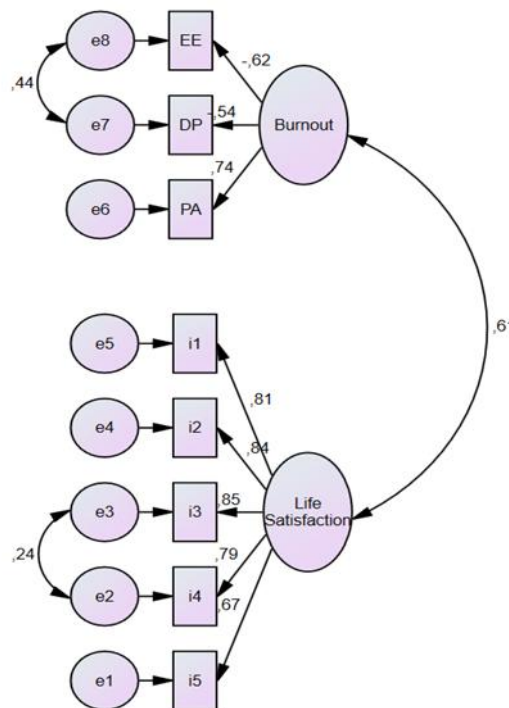 e8
EE
-,62
,44
e7
DP
-,54
Burnout
e6
,74
PA
e5
i1
,61
,81
e4
i2
,84
e3
i3
,85
Life
Satisfaction
,24
,79
e2
i4
,67
e1
i5